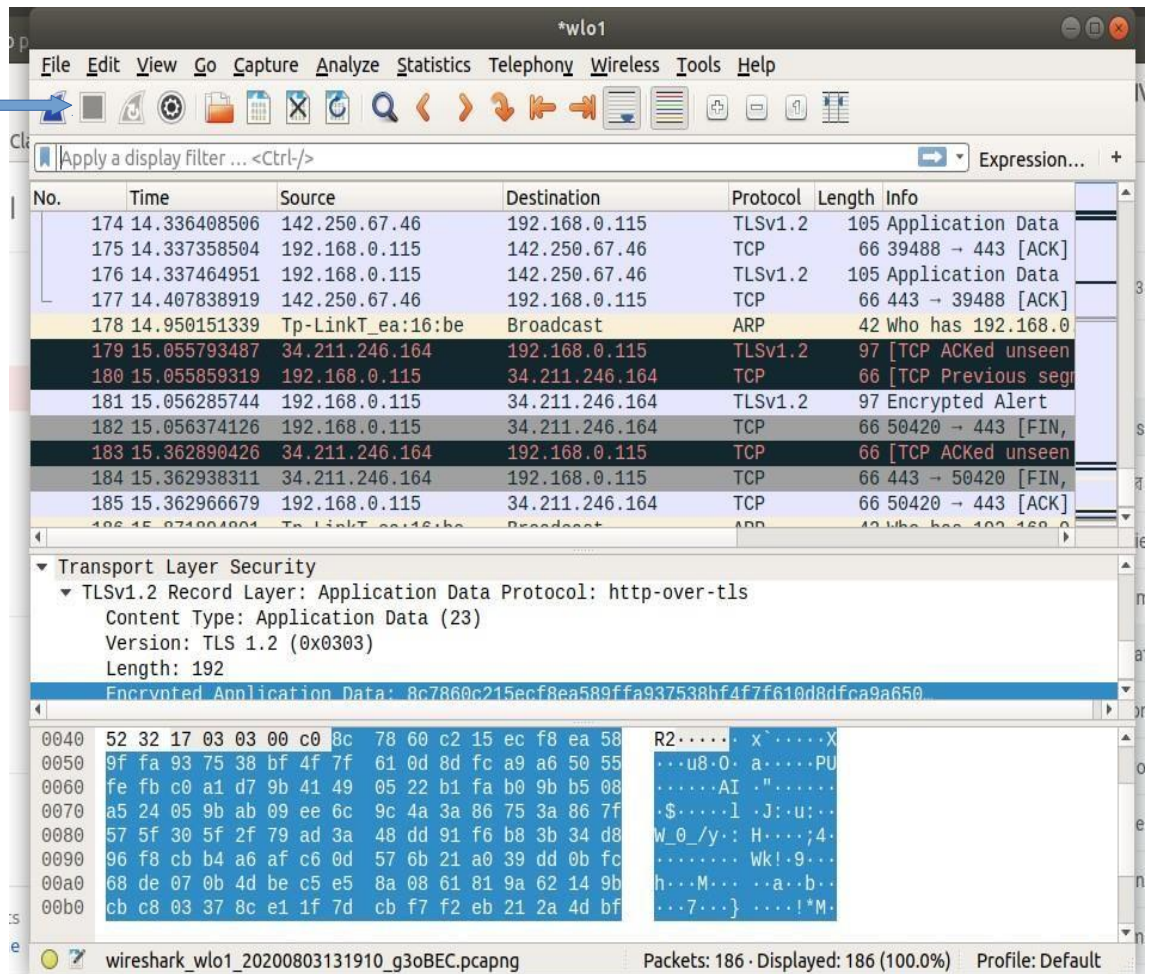 *wlo1
File Edit View Go Capture Analyze Statistics Telephony Wireless Tools Help
Apply a display filter ... <Ctrl-/> Expression... +
No. Time Source Destination Protocol Length Info
174 14.336408506 142.250.67.46 192.168.0.115 TLSv1.2 105 Application Data
175 14.337358504 192.168.0.115 142.250.67.46 TCP 66 39488 → 443 [ACK]
176 14.337464951 192.168.0.115 142.250.67.46 TLSv1.2 105 Application Data
177 14.407838919 142.250.67.46 192.168.0.115 TCP 66 443 → 39488 [ACK]
178 14.950151339 Tp-LinkT_ea:16:be Broadcast ARP 42 Who has 192.168.0
179 15.055793487 34.211.246.164 192.168.0.115 TLSv1.2 97 [TCP ACKed unseen
180 15.055859319 192.168.0.115 34.211.246.164 TCP 66 [TCP Previous
181 15.056285744 192.168.0.115 34.211.246.164 TLSv1.2 97 Encrypted Alert
182 15.056374126 192.168.0.115 34.211.246.164 TCP 66 50420 → 443 [FIN,
183 15.362890426 34.211.246.164 192.168.0.115 TCP 66 [TCP ACKed unseen
184 15.362938311 34.211.246.164 192.168.0.115 TCP 66 443 → 50420 [FIN,
185 15.362966679 192.168.0.115 34.211.246.164 TCP 66 50420 → 443 [ACK]
Transport Layer Security
TLSv1.2 Record Layer: Application Data Protocol: http-over-tls
Content Type: Application Data (23)
Version: TLS 1.2 (0x0303)
Length: 192
Encrypted Application Data: 8c7860c215ecf8ea589ffa937538bf4f7f610d8dfca9a650…
0040 52 32 17 03 03 00 c0 8c 78 60 c2 15 ec f8 ea 58 R2····· x`·····X
0050 9f fa 93 75 38 bf 4f 7f 61 0d 8d fc a9 a6 50 55 ···u8·O· a·····PU
0060 fe fb c0 a1 d7 9b 41 49 05 22 b1 fa b0 9b b5 08 ······AI ·"······
0070 a5 24 05 9b ab 09 ee 6c 9c 4a 3a 86 75 3a 86 7f ·$·····l ·J:·u:··
0080 57 5f 30 5f 2f 79 ad 3a 48 dd 91 f6 b8 3b 34 d8 W_0_/y·: H····;4·
0090 96 f8 cb b4 a6 af c6 0d 57 6b 21 a0 39 dd 0b fc ········ Wk!·9···
00a0 68 de 07 0b 4d be c5 e5 8a 08 61 81 9a 62 14 9b h···M··· ··a··b··
00b0 cb c8 03 37 8c e1 1f 7d cb f7 f2 eb 21 2a 4d bf ···7···} ····!*M·
wireshark_wlo1_20200803131910_g3oBEC.pcapng Packets: 186 · Displayed: 186 (100.0%) Profile: Default